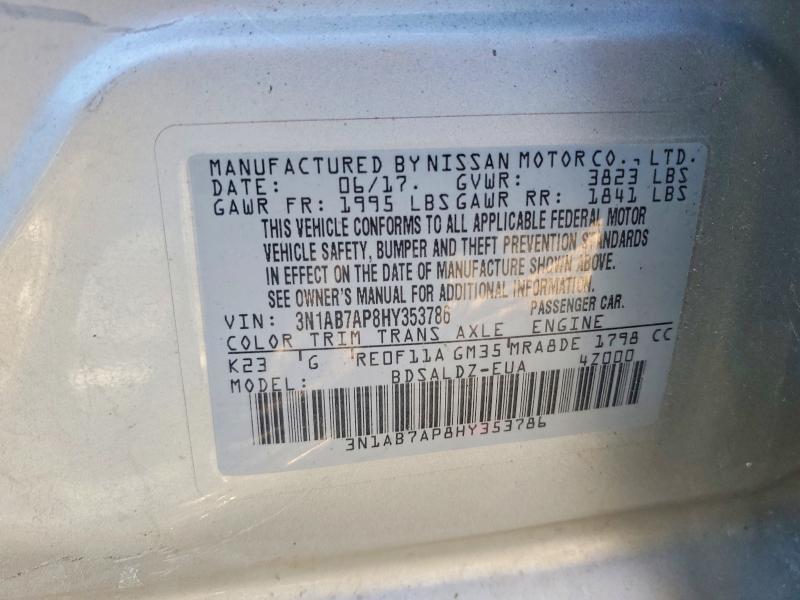 MANUFACTURED BY NISSAN MOTOR CO., LTD.
DATE: 06/17. GVWR: 3823 LBS
GAWR FR: 1995 LBS GAWR RR: 1841 LBS
THIS VEHICLE CONFORMS TO ALL APPLICABLE FEDERAL MOTOR
VEHICLE SAFETY, BUMPER AND THEFT PREVENTION STANDARDS
IN EFFECT ON THE DATE OF MANUFACTURE SHOWN ABOVE.
SEE OWNER'S MANUAL FOR ADDITIONAL INFORMATION.
VIN: 3N1AB7AP8HY353786 PASSENGER CAR.
COLOR TRIM TRANS AXLE ENGINE
K23 G RE0F11A GM35 MRA8DE 1798 CC
MODEL: BDSALDZ-EUA 4Z000
3N1AB7AP8HY353786